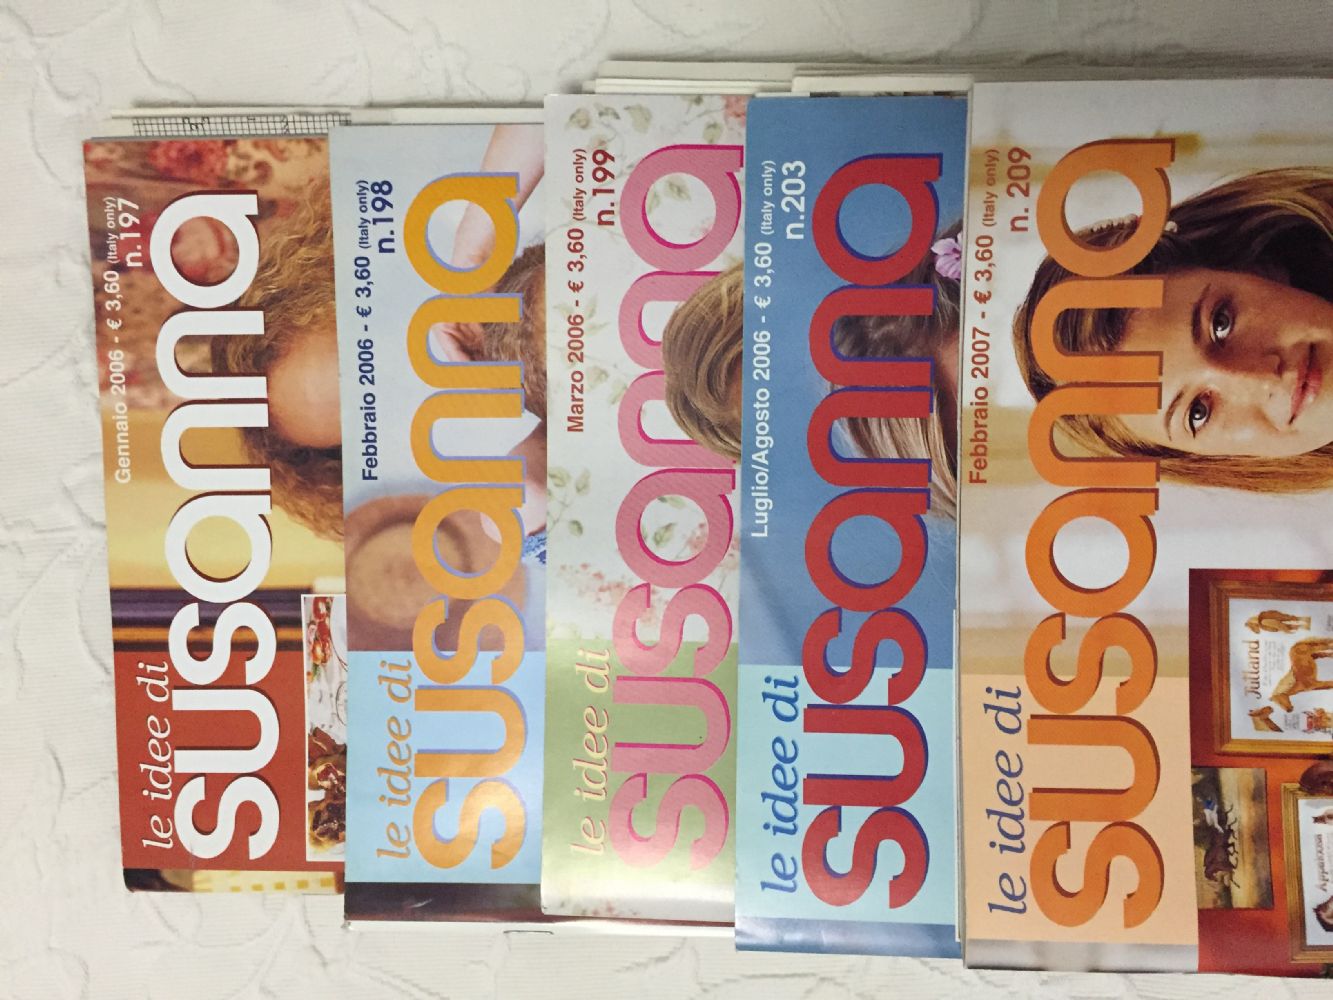 Gennaio 2006 - € 3,60 (Italy only)
n.197
le idee di
susanna
Febbraio 2006 - € 3,60 (Italy only)
n.198
le idee di
susanna
Marzo 2006 - € 3,60 (Italy only)
n.199
le idee di
susanna
Luglio/Agosto 2006 - € 3,60 (Italy only)
n.203
le idee di
susanna
Febbraio 2007 - € 3,60 (Italy only)
n. 209
le idee di
susanna
Jutland
Appaloosa